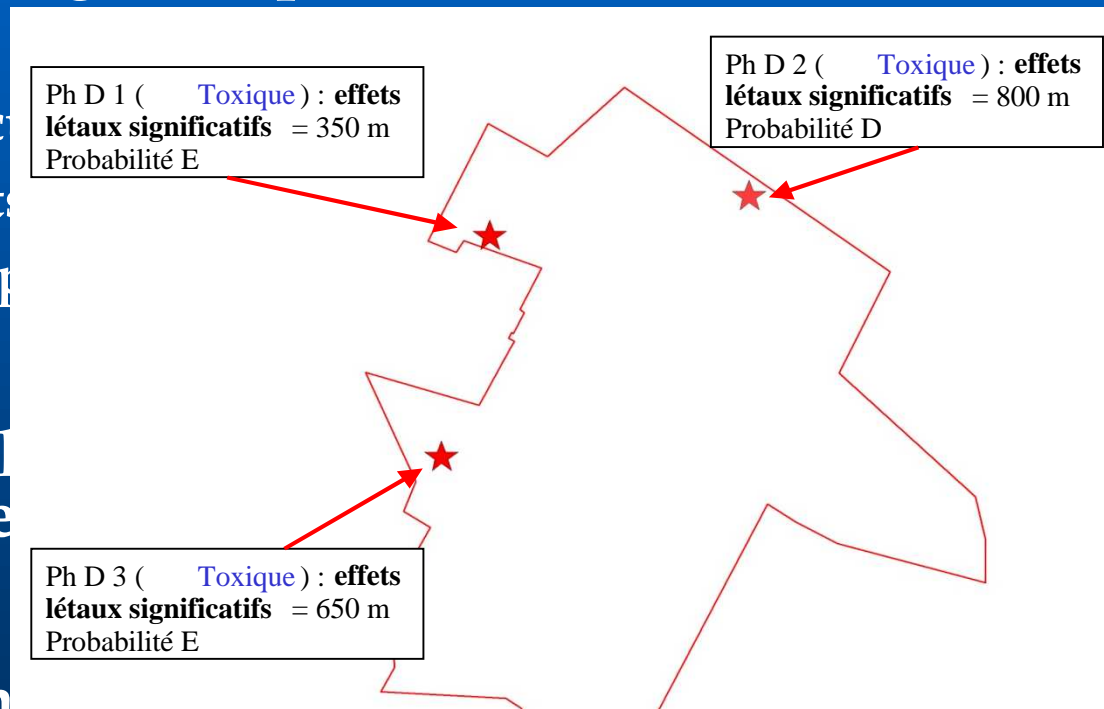 Ph D 1 ( Toxique ) : effets
létaux significatifs = 350 m
Probabilité E
Ph D 2 ( Toxique ) : effets
létaux significatifs = 800 m
Probabilité D
Ph D 3 ( Toxique ) : effets
létaux significatifs = 650 m
Probabilité E